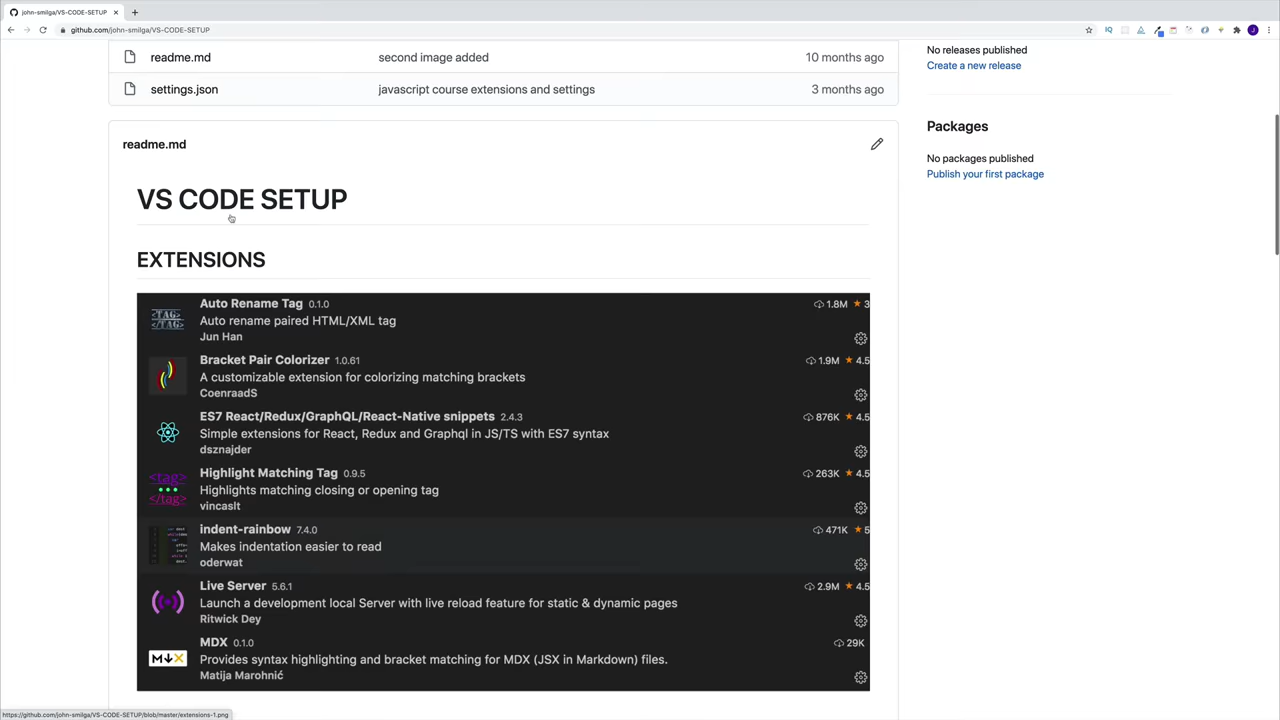 john-smilga/VS-CODE-SETUP
github.com/john-smilga/VS-CODE-SETUP
readme.md second image added 10 months ago
settings.json javascript course extensions and settings 3 months ago
No releases published
Create a new release
Packages
No packages published
Publish your first package
readme.md
VS CODE SETUP
EXTENSIONS
Auto Rename Tag 0.1.0 1.8M ★ 3
Auto rename paired HTML/XML tag
Jun Han
Bracket Pair Colorizer 1.0.61 1.9M ★ 4.5
A customizable extension for colorizing matching brackets
CoenraadS
ES7 React/Redux/GraphQL/React-Native snippets 2.4.3 876K ★ 4.5
Simple extensions for React, Redux and Graphql in JS/TS with ES7 syntax
dsznajder
<tag>
</tag>
Highlight Matching Tag 0.9.5 263K ★ 4.5
Highlights matching closing or opening tag
vincaslt
indent-rainbow 7.4.0 471K ★ 5
Makes indentation easier to read
oderwat
Live Server 5.6.1 2.9M ★ 4.5
Launch a development local Server with live reload feature for static & dynamic pages
Ritwick Dey
MDX 0.1.0 29K
Provides syntax highlighting and bracket matching for MDX (JSX in Markdown) files.
Matija Marohnić
https://github.com/john-smilga/VS-CODE-SETUP/blob/master/extensions-1.png